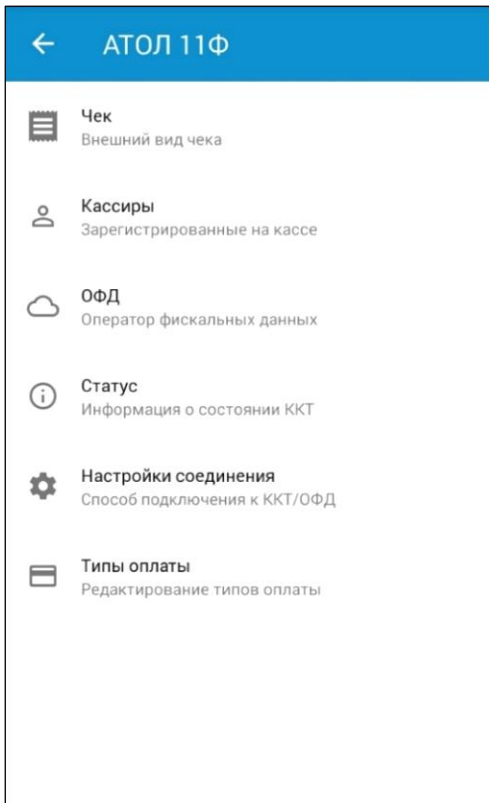 АТОЛ 11Ф
Чек
Внешний вид чека
Кассиры
Зарегистрированные на кассе
ОФД
Оператор фискальных данных
Статус
Информация о состоянии ККТ
Настройки соединения
Способ подключения к ККТ/ОФД
Типы оплаты
Редактирование типов оплаты